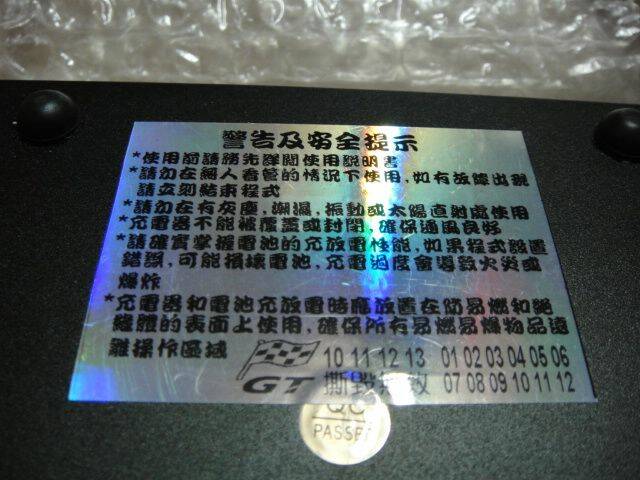 警告及安全提示
*使用前請務先詳閱使用說明書
*請勿在無人看管的情況下使用,如有故障出現
請立刻結束程式
*請勿在有灰塵,潮濕,振動或太陽直射處使用
*充電器不能被覆蓋或封閉,確保通風良好
*請確實掌握電池的充放電性能,如果程式設置
錯誤,可能損壞電池,充電過度會導致火災或
爆炸
*充電器和電池充放電時應放置在防易燃和絕
緣體的表面上使用,確保所有易燃易爆物品遠
離操作區域
10 11 12 13 01 02 03 04 05 06
GT 撕毀無效 07 08 09 10 11 12
QC
PASSED